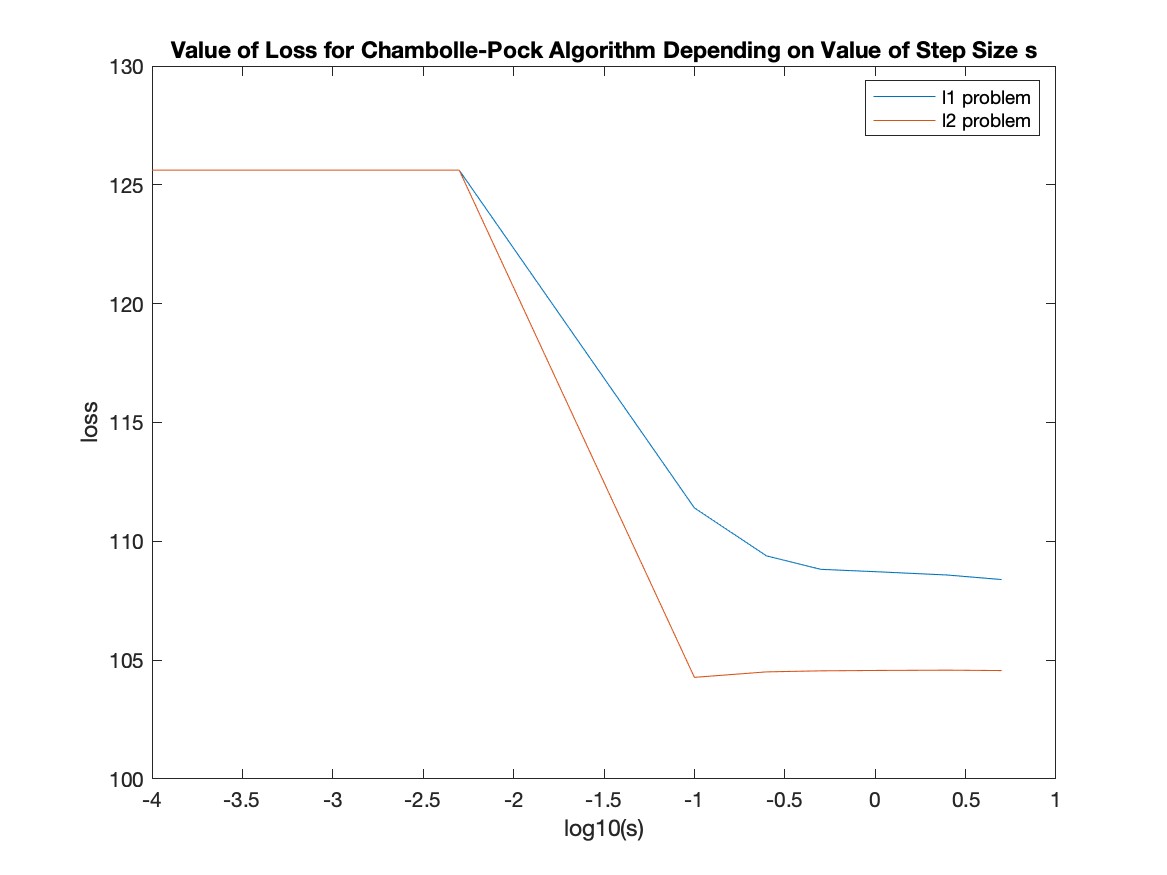 Value of Loss for Chambolle-Pock Algorithm Depending on Value of Step Size s
130
125
120
115
110
105
100
loss
l1 problem
l2 problem
-4 -3.5 -3 -2.5 -2 -1.5 -1 -0.5 0 0.5 1
log10(s)